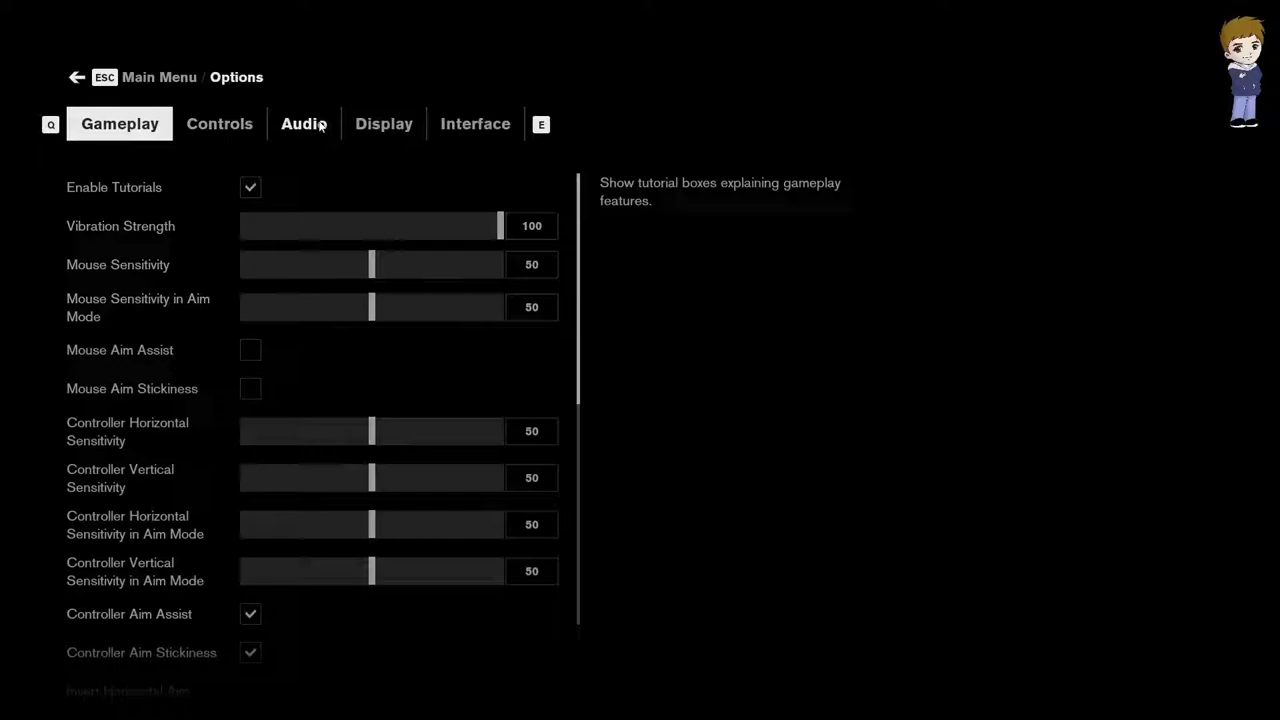 ESC Main Menu / Options
Q Gameplay Controls Audio Display Interface E
Enable Tutorials
Show tutorial boxes explaining gameplay
features.
Vibration Strength 100
Mouse Sensitivity 50
Mouse Sensitivity in Aim
Mode
50
Mouse Aim Assist
Mouse Aim Stickiness
Controller Horizontal
Sensitivity
50
Controller Vertical
Sensitivity
50
Controller Horizontal
Sensitivity in Aim Mode
50
Controller Vertical
Sensitivity in Aim Mode
50
Controller Aim Assist
Controller Aim Stickiness
Invert Horizontal Aim